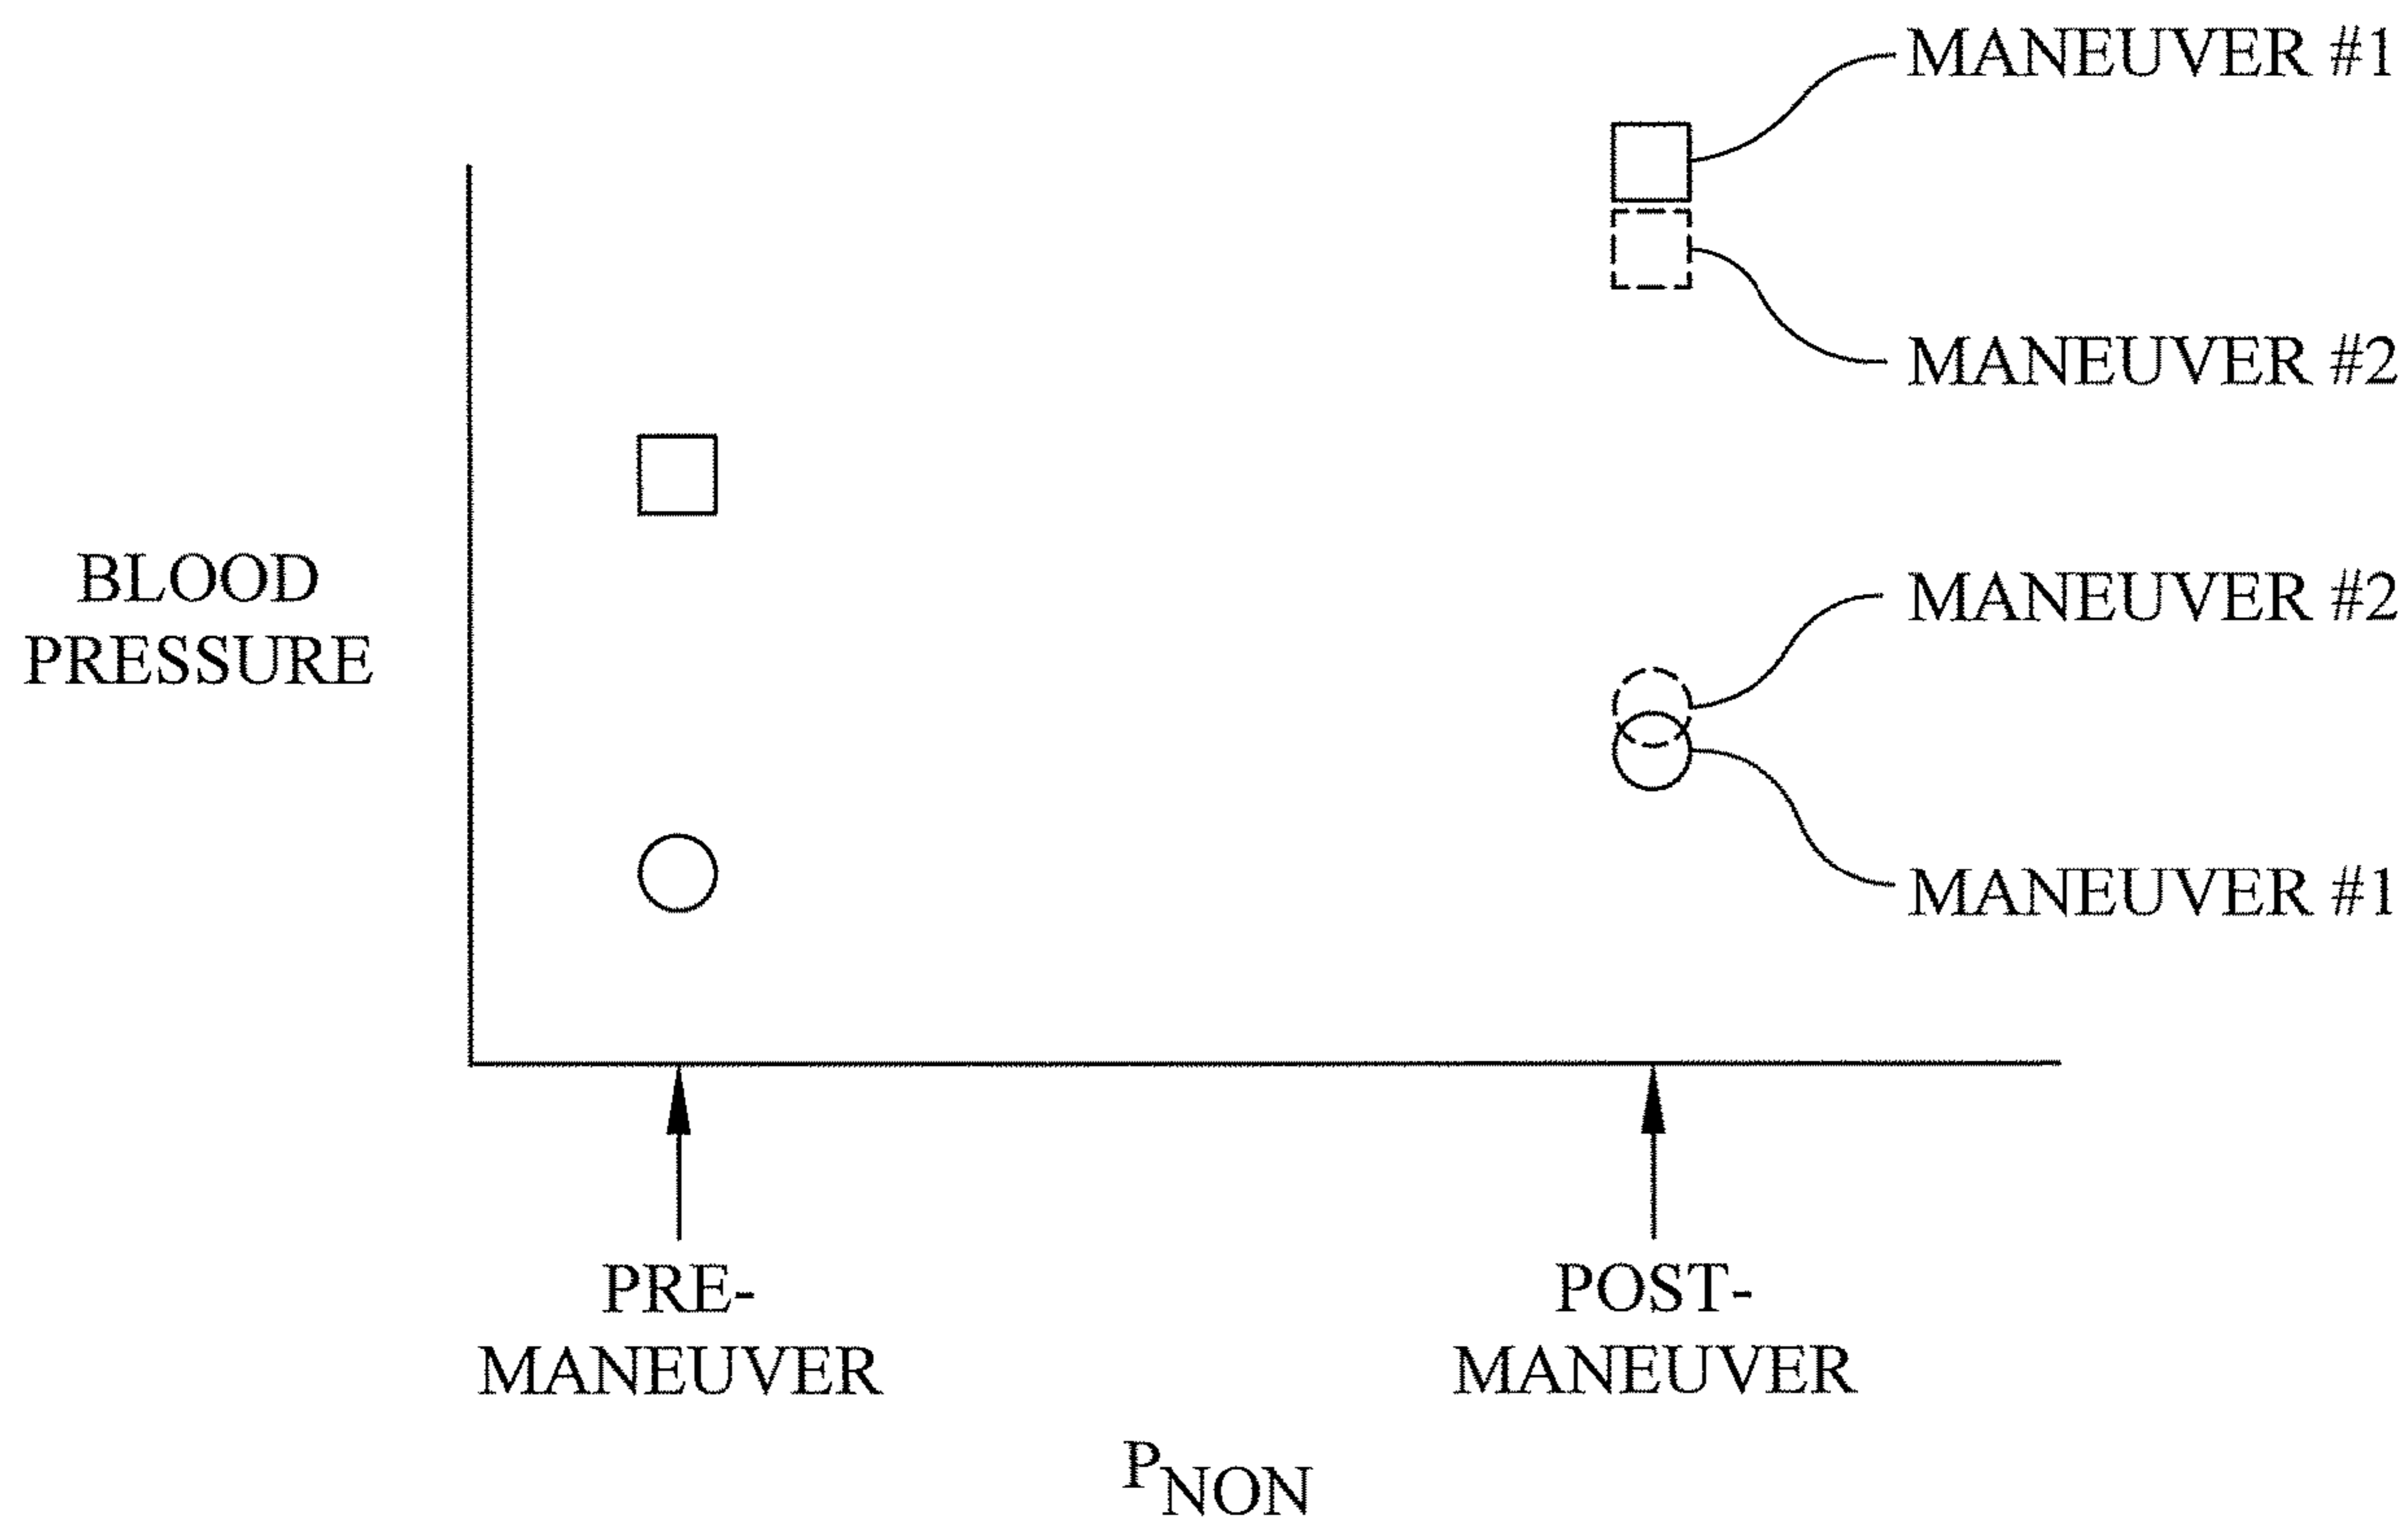 MANEUVER #1
MANEUVER #2
BLOOD
PRESSURE
MANEUVER #2
MANEUVER #1
PRE-
MANEUVER
POST-
MANEUVER
PNON